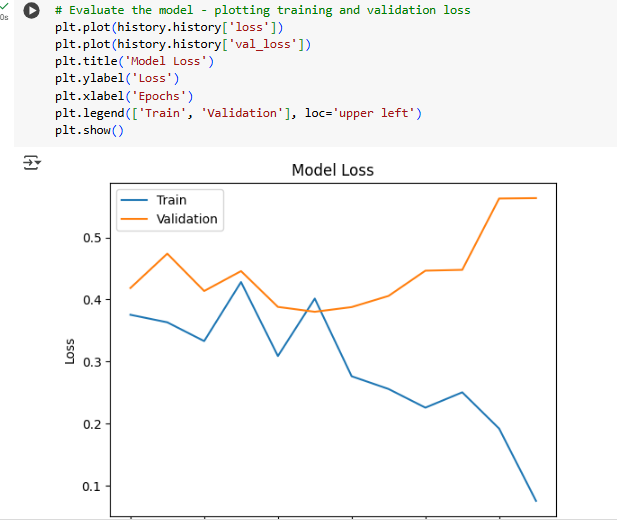 0s
# Evaluate the model - plotting training and validation loss
plt.plot(history.history['loss'])
plt.plot(history.history['val_loss'])
plt.title('Model Loss')
plt.ylabel('Loss')
plt.xlabel('Epochs')
plt.legend(['Train', 'Validation'], loc='upper left')
plt.show()
Model Loss
Train
Validation
0.5
0.4
0.3
0.2
0.1
Loss